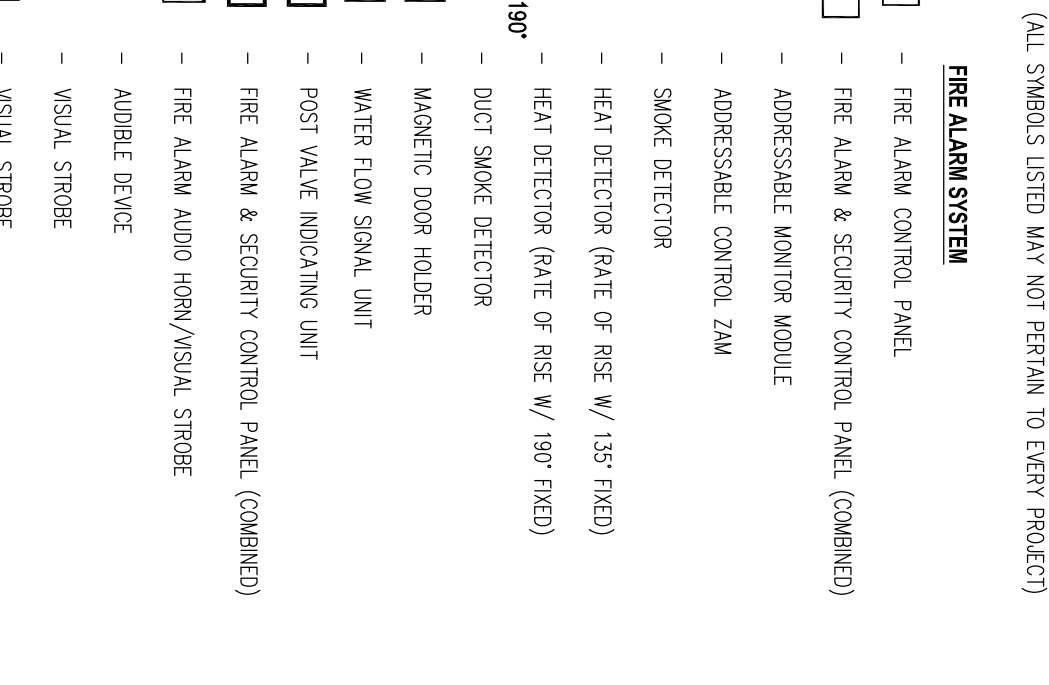 (ALL SYMBOLS LISTED MAY NOT PERTAIN TO EVERY PROJECT)
FIRE ALARM SYSTEM
- FIRE ALARM CONTROL PANEL
- FIRE ALARM & SECURITY CONTROL PANEL (COMBINED)
- ADDRESSABLE MONITOR MODULE
- ADDRESSABLE CONTROL ZAM
- SMOKE DETECTOR
- HEAT DETECTOR (RATE OF RISE W/ 135° FIXED)
190° - HEAT DETECTOR (RATE OF RISE W/ 190° FIXED)
- DUCT SMOKE DETECTOR
- MAGNETIC DOOR HOLDER
- WATER FLOW SIGNAL UNIT
- POST VALVE INDICATING UNIT
- FIRE ALARM & SECURITY CONTROL PANEL (COMBINED)
- FIRE ALARM AUDIO HORN/VISUAL STROBE
- AUDIBLE DEVICE
- VISUAL STROBE
- VISUAL STROBE